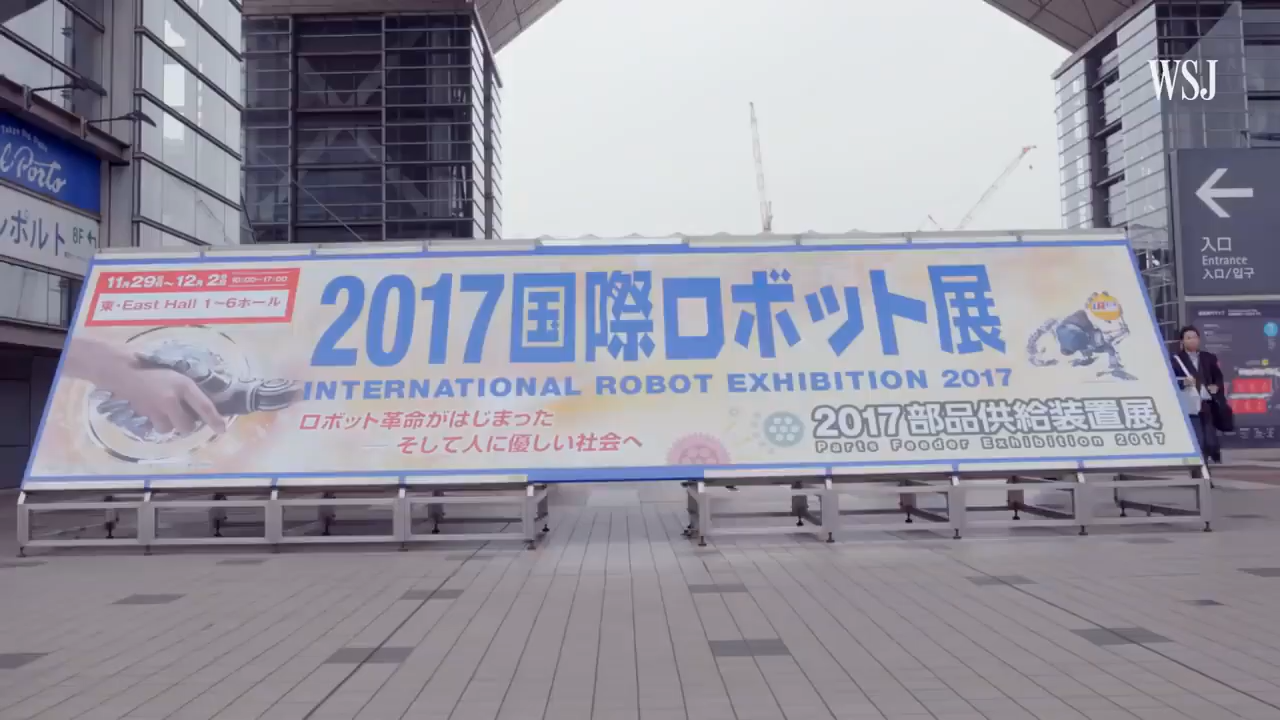 WSJ
l Porto
ンポルト 8F
11月29日~12月2日 10:00~17:00
東・East Hall 1~6ホール
2017国際ロボット展
INTERNATIONAL ROBOT EXHIBITION 2017
ロボット革命がはじまった
そして人に優しい社会へ
2017部品供給装置展
Parts Feeder Exhibition 2017
入口
Entrance
入口/입구